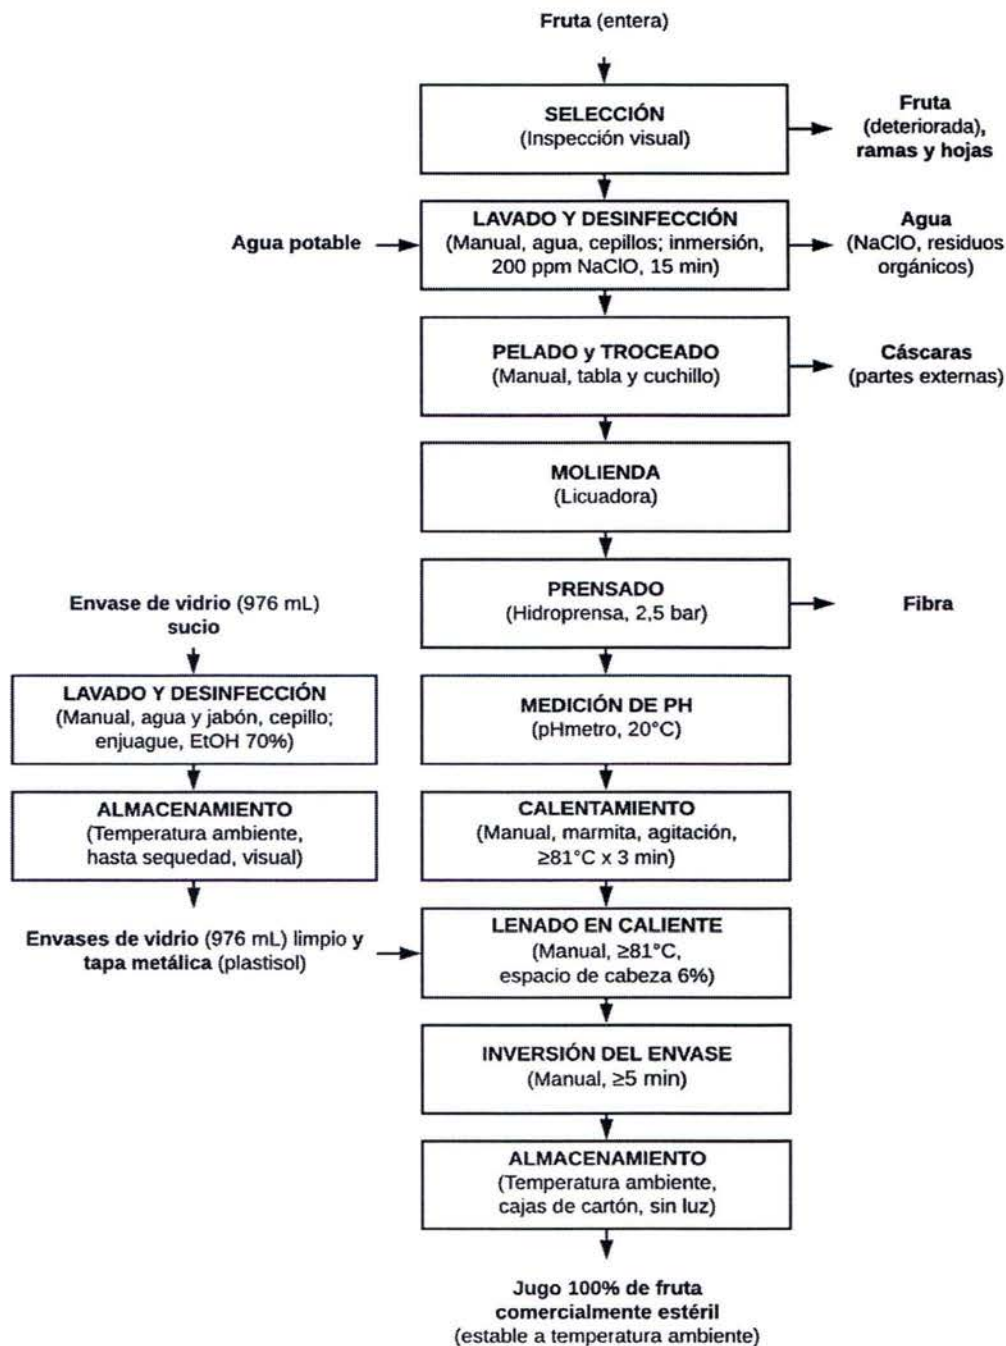 Fruta (entera)
SELECCIÓN
(Inspección visual)
Fruta
(deteriorada),
ramas y hojas
Agua potable
LAVADO Y DESINFECCIÓN
(Manual, agua, cepillos; inmersión,
200 ppm NaClO, 15 min)
Agua
(NaClO, residuos
orgánicos)
PELADO y TROCEADO
(Manual, tabla y cuchillo)
Cáscaras
(partes externas)
MOLIENDA
(Licuadora)
PRENSADO
(Hidroprensa, 2,5 bar)
Fibra
Envase de vidrio (976 mL)
sucio
LAVADO Y DESINFECCIÓN
(Manual, agua y jabón, cepillo;
enjuague, EtOH 70%)
MEDICIÓN DE PH
(pHmetro, 20°C)
ALMACENAMIENTO
(Temperatura ambiente,
hasta sequedad, visual)
CALENTAMIENTO
(Manual, marmita, agitación,
≥81°C x 3 min)
Envases de vidrio (976 mL) limpio y
tapa metálica (plastisol)
LENADO EN CALIENTE
(Manual, ≥81°C,
espacio de cabeza 6%)
INVERSIÓN DEL ENVASE
(Manual, ≥5 min)
ALMACENAMIENTO
(Temperatura ambiente,
cajas de cartón, sin luz)
Jugo 100% de fruta
comercialmente estéril
(estable a temperatura ambiente)